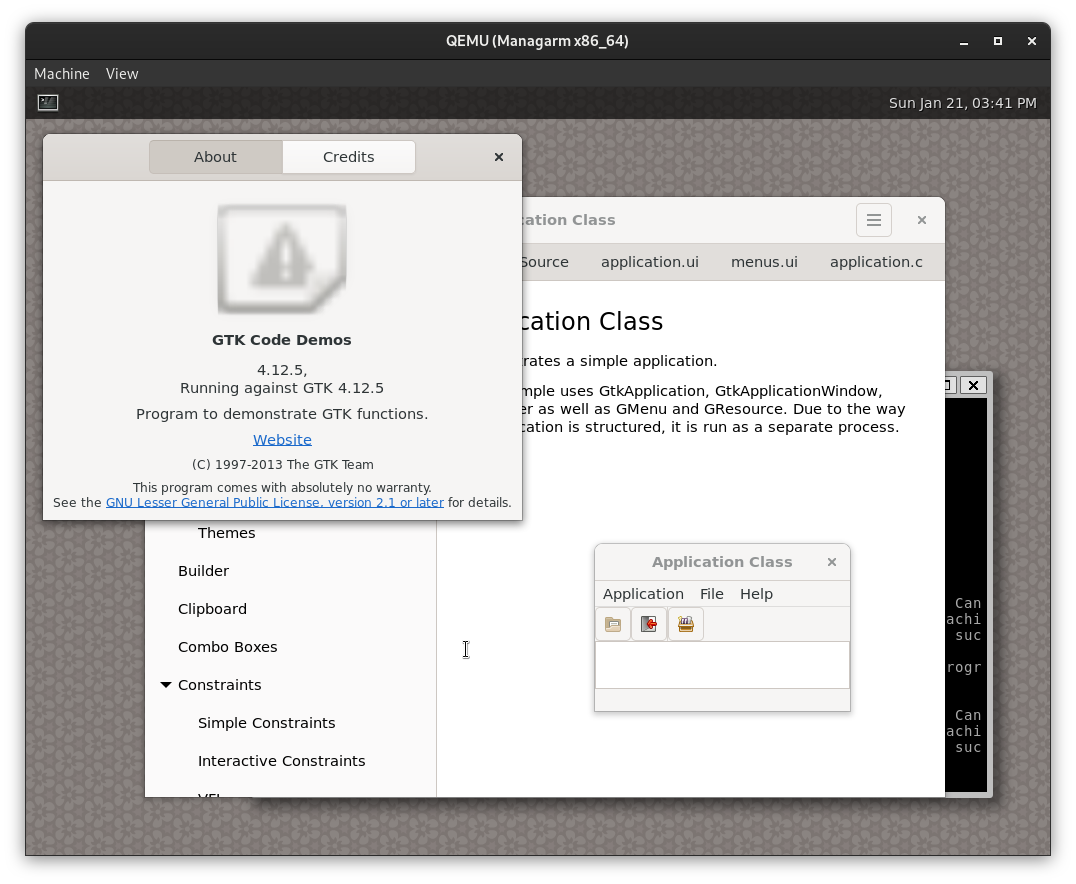 QEMU (Managarm x86_64)
Machine View
Sun Jan 21, 03:41 PM
About Credits
GTK Code Demos
4.12.5,
Running against GTK 4.12.5
Program to demonstrate GTK functions.
Website
(C) 1997-2013 The GTK Team
This program comes with absolutely no warranty.
See the GNU Lesser General Public License, version 2.1 or later for details.
cation Class
Source application.ui menus.ui application.c
cation Class
rates a simple application.
mple uses GtkApplication, GtkApplicationWindow,
er as well as GMenu and GResource. Due to the way
cation is structured, it is run as a separate process.
Themes
Builder
Clipboard
Combo Boxes
Constraints
Simple Constraints
Interactive Constraints
Application Class
Application File Help
Can
achi
suc
rogr
Can
achi
suc